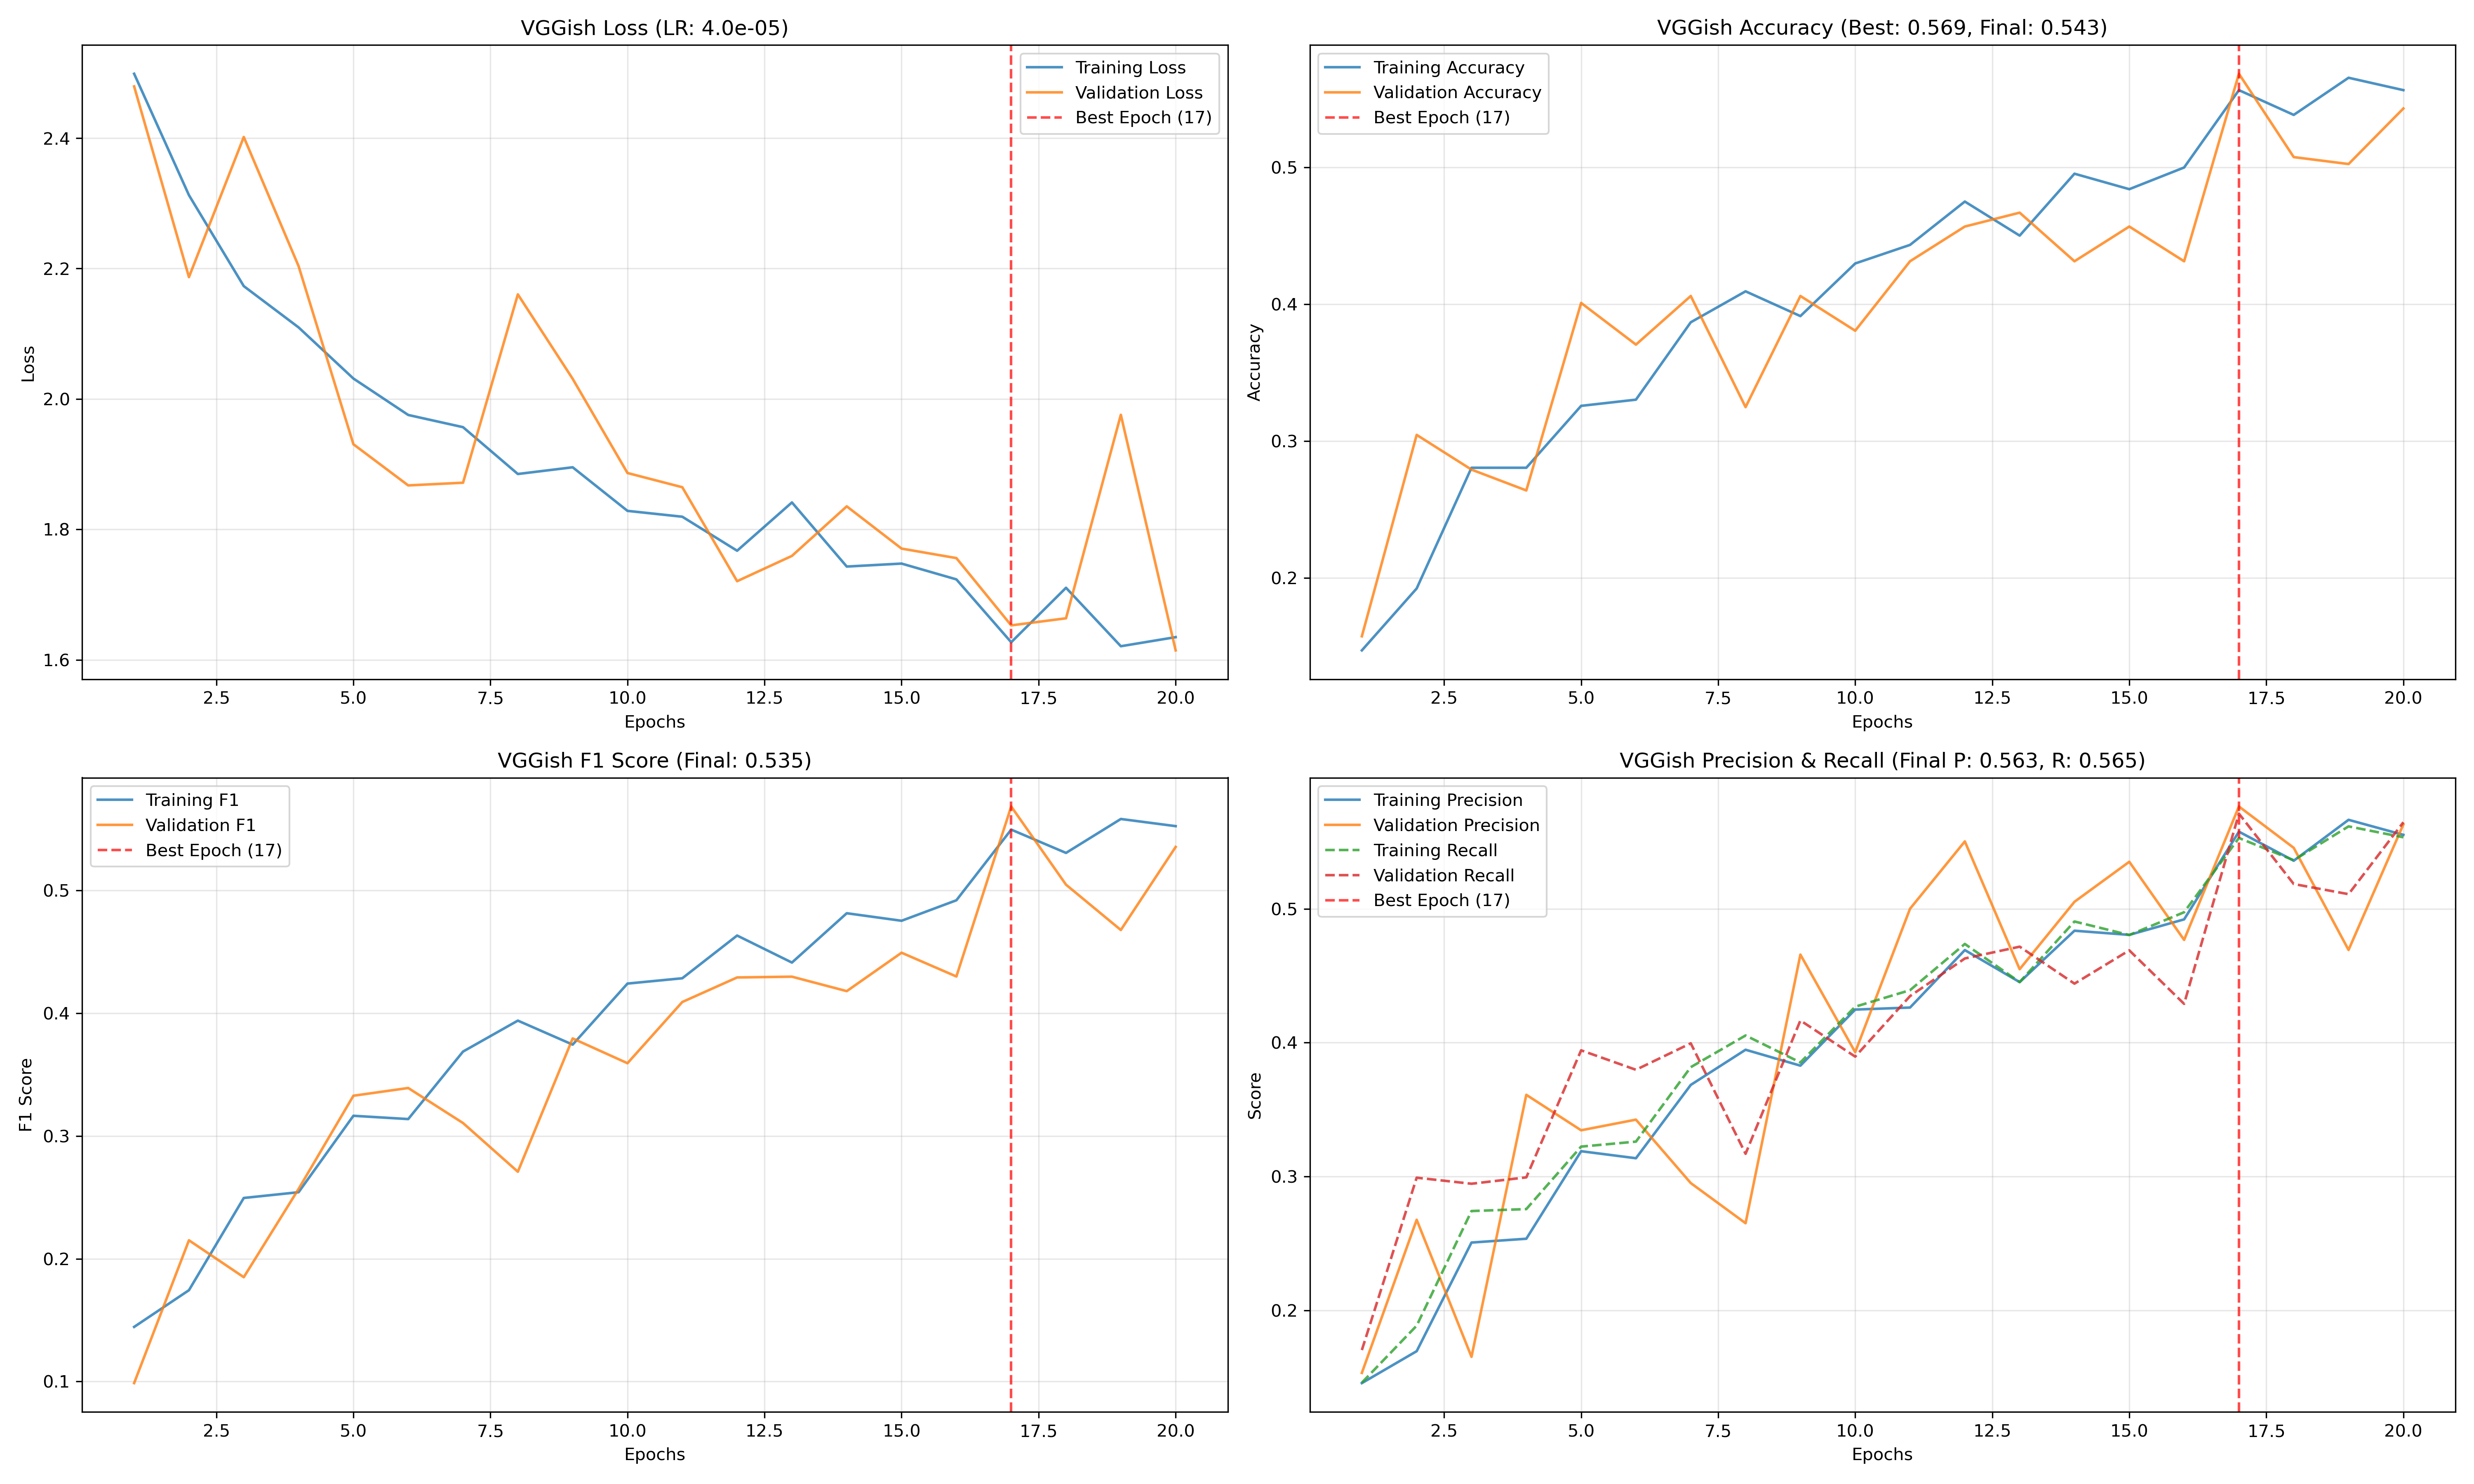 VGGish Loss (LR: 4.0e-05)
Training Loss
Validation Loss
Best Epoch (17)
Loss
2.4
2.2
2.0
1.8
1.6
2.5 5.0 7.5 10.0 12.5 15.0 17.5 20.0
Epochs
VGGish Accuracy (Best: 0.569, Final: 0.543)
Training Accuracy
Validation Accuracy
Best Epoch (17)
Accuracy
0.5
0.4
0.3
0.2
2.5 5.0 7.5 10.0 12.5 15.0 17.5 20.0
Epochs
VGGish F1 Score (Final: 0.535)
Training F1
Validation F1
Best Epoch (17)
F1 Score
0.5
0.4
0.3
0.2
0.1
2.5 5.0 7.5 10.0 12.5 15.0 17.5 20.0
Epochs
VGGish Precision & Recall (Final P: 0.563, R: 0.565)
Training Precision
Validation Precision
Training Recall
Validation Recall
Best Epoch (17)
Score
0.5
0.4
0.3
0.2
2.5 5.0 7.5 10.0 12.5 15.0 17.5 20.0
Epochs